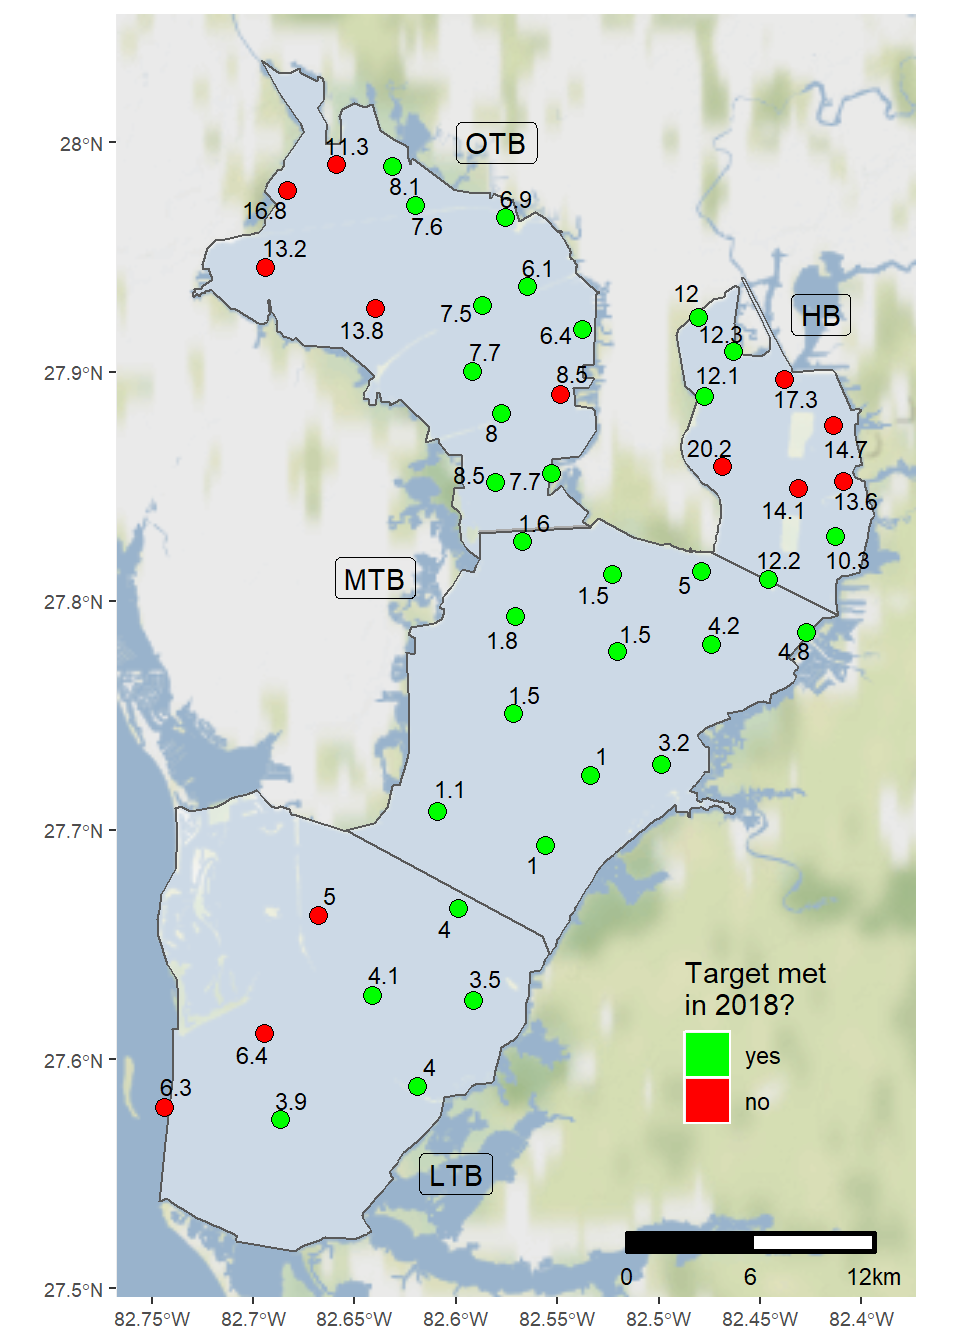 28°N
27.9°N
27.8°N
27.7°N
27.6°N
27.5°N
82.75°W
82.7°W
82.65°W
82.6°W
82.55°W
82.5°W
82.45°W
82.4°W
OTB
11.3
8.1
16.8
7.6
6.9
13.2
6.1
13.8
7.5
6.4
7.7
8.5
8
8.5
7.7
HB
12
12.3
12.1
17.3
14.7
20.2
14.1
13.6
10.3
12.2
MTB
1.6
1.5
5
1.8
1.5
4.2
4.8
1.5
1
3.2
1.1
1
5
4
4.1
3.5
6.4
6.3
3.9
4
LTB
Target met
in 2018?
yes
no
0
6
12km